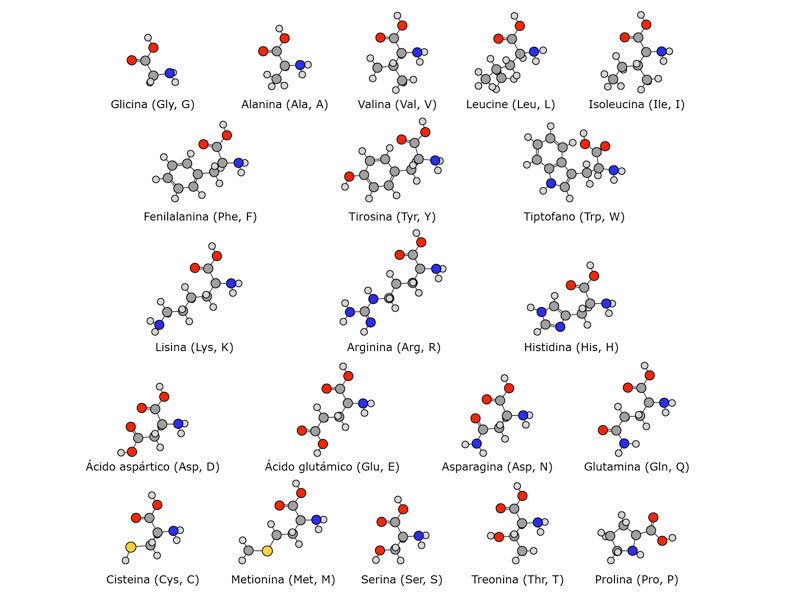 Glicina (Gly, G)
Alanina (Ala, A)
Valina (Val, V)
Leucine (Leu, L)
Isoleucina (Ile, I)
Fenilalanina (Phe, F)
Tirosina (Tyr, Y)
Tiptofano (Trp, W)
Lisina (Lys, K)
Arginina (Arg, R)
Histidina (His, H)
Ácido aspártico (Asp, D)
Ácido glutámico (Glu, E)
Asparagina (Asp, N)
Glutamina (Gln, Q)
Cisteina (Cys, C)
Metionina (Met, M)
Serina (Ser, S)
Treonina (Thr, T)
Prolina (Pro, P)